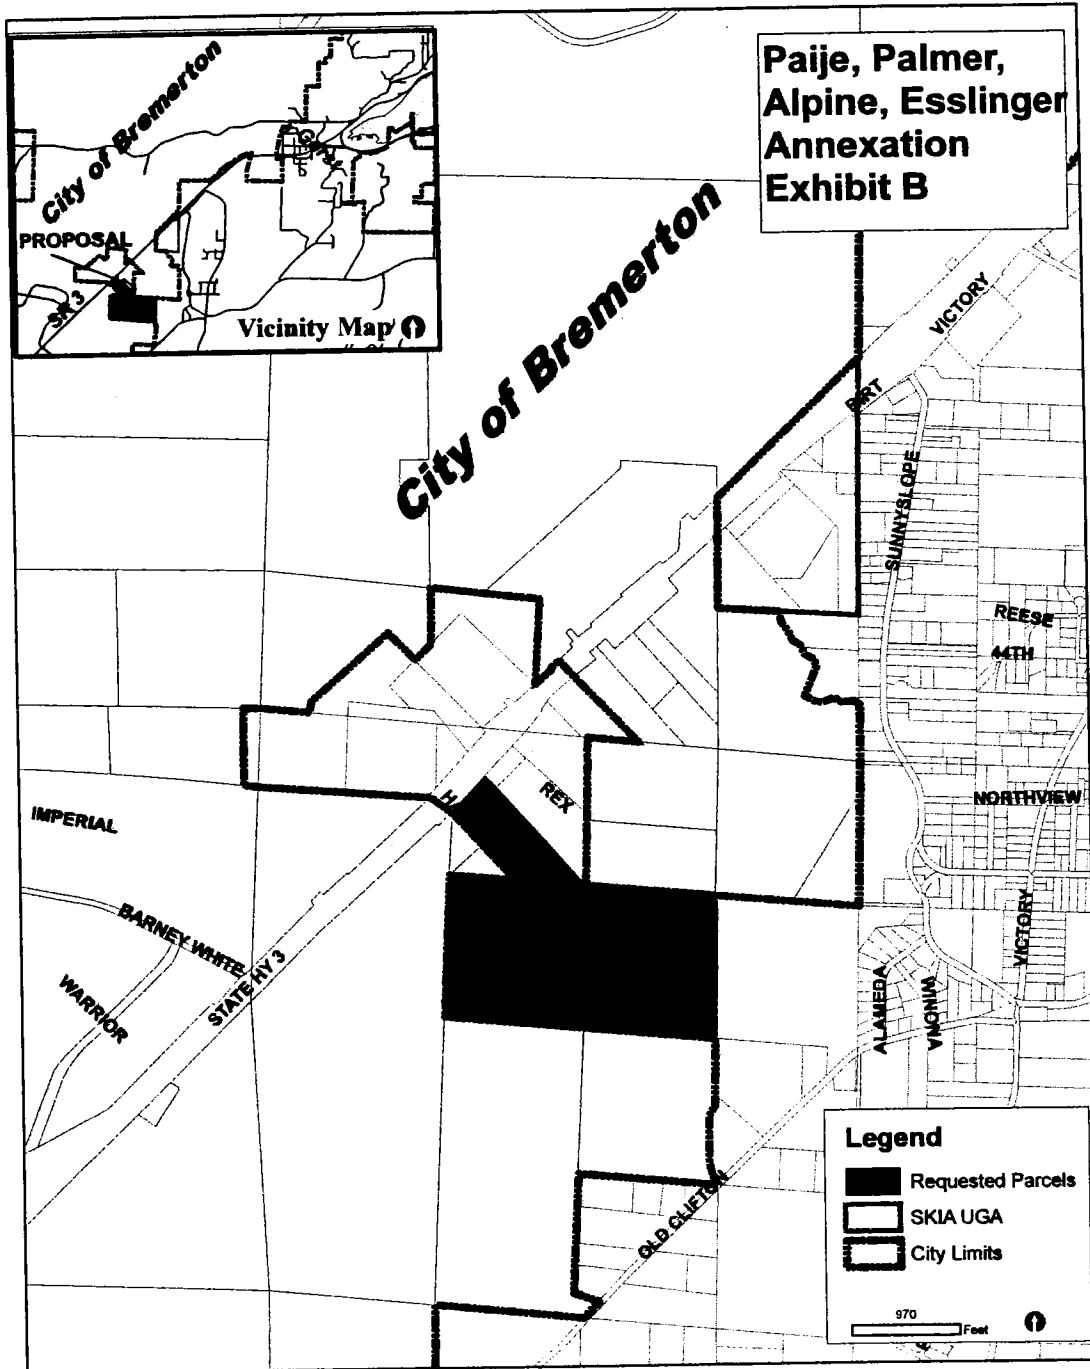 Paije, Palmer,
Alpine, Esslinger
Annexation
Exhibit B
City of Bremerton
PROPOSAL
SR 3
Vicinity Map
City of Bremerton
VICTORY
SUNNYSLOPE
REESE
44TH
NORTHVIEW
REX
IMPERIAL
BARNEY WHITE
WARRIOR
STATE HY 3
VICTORY
ALAMEDA
WINONA
OLD CLIFTON
Legend
Requested Parcels
SKIA UGA
City Limits
970
Feet